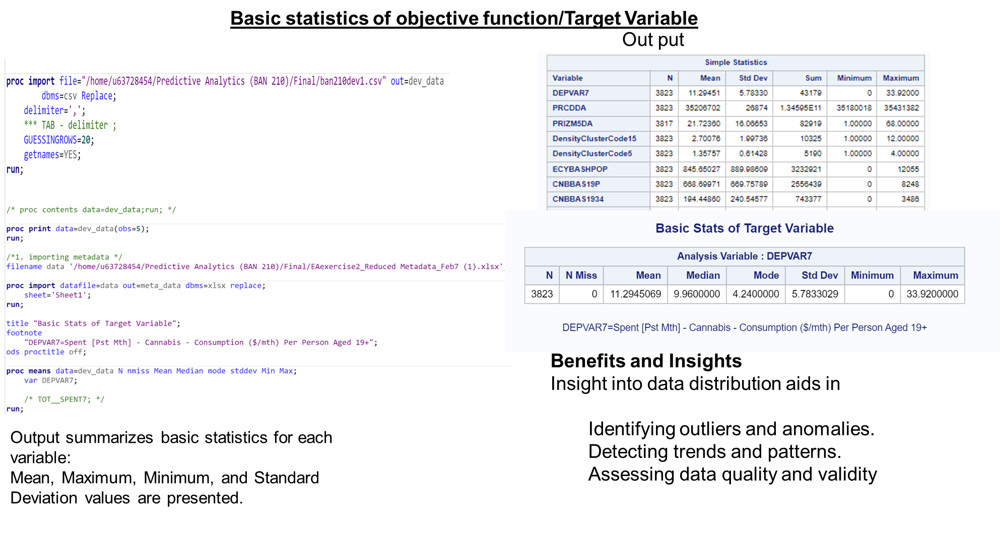 Basic statistics of objective function/Target Variable
Out put
proc import file="/home/u63728454/Predictive Analytics (BAN 210)/Final/ban210dev1.csv" out=dev_data
dbms=csv Replace;
delimiter=',';
*** TAB - delimiter ;
GUESSINGROWS=20;
getnames=YES;
run;
/* proc contents data=dev_data;run; */
proc print data=dev_data(obs=5);
run;
/*1. importing metadata */
filename data '/home/u63728454/Predictive Analytics (BAN 210)/Final/EAexercise2_Reduced Metadata_Feb7 (1).xlsx'
proc import datafile=data out=meta_data dbms=xlsx replace;
sheet='Sheet1';
run;
title "Basic Stats of Target Variable";
footnote
"DEPVAR7=Spent [Pst Mth] - Cannabis - Consumption ($/mth) Per Person Aged 19+";
ods proctitle off;
proc means data=dev_data N nmiss Mean Median mode stddev Min Max;
var DEPVAR7;
/* TOT__SPENT7; */
run;
Output summarizes basic statistics for each
variable:
Mean, Maximum, Minimum, and Standard
Deviation values are presented.
Simple Statistics
Variable N Mean Std Dev Sum Minimum Maximum
DEPVAR7 3823 11.29451 5.78330 43179 0 33.92000
PRCDDA 3823 35206702 26874 1.34595E11 35180018 35431382
PRIZM5DA 3817 21.72360 16.06653 82919 1.00000 68.00000
DensityClusterCode15 3823 2.70076 1.99736 10325 1.00000 12.00000
DensityClusterCode5 3823 1.35757 0.61428 5190 1.00000 4.00000
ECYBASHPOP 3823 845.65027 889.98609 3232921 0 12055
CNBBAS19P 3823 668.69971 669.75789 2556439 0 8248
CNBBAS1934 3823 194.44860 240.54577 743377 0 3486
Basic Stats of Target Variable
Analysis Variable : DEPVAR7
N N Miss Mean Median Mode Std Dev Minimum Maximum
3823 0 11.2945069 9.9600000 4.2400000 5.7833029 0 33.9200000
DEPVAR7=Spent [Pst Mth] - Cannabis - Consumption ($/mth) Per Person Aged 19+
Benefits and Insights
Insight into data distribution aids in
Identifying outliers and anomalies.
Detecting trends and patterns.
Assessing data quality and validity